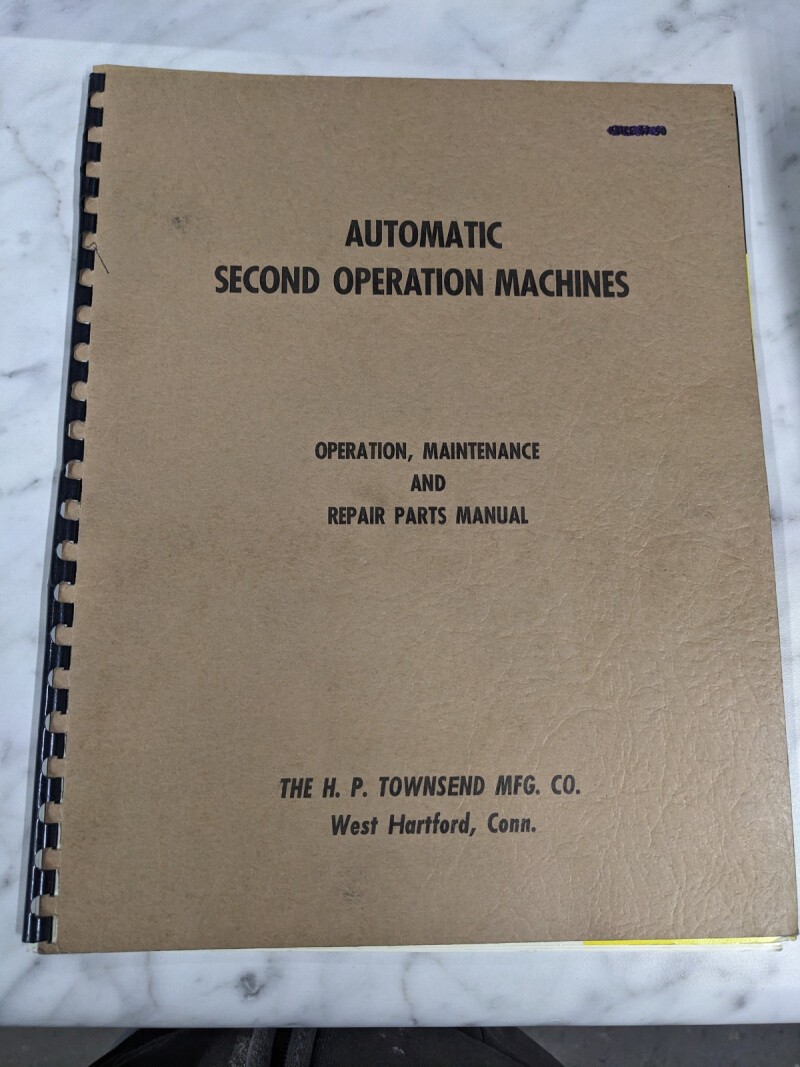 AUTOMATIC
SECOND OPERATION MACHINES
OPERATION, MAINTENANCE
AND
REPAIR PARTS MANUAL
THE H. P. TOWNSEND MFG. CO.
West Hartford, Conn.